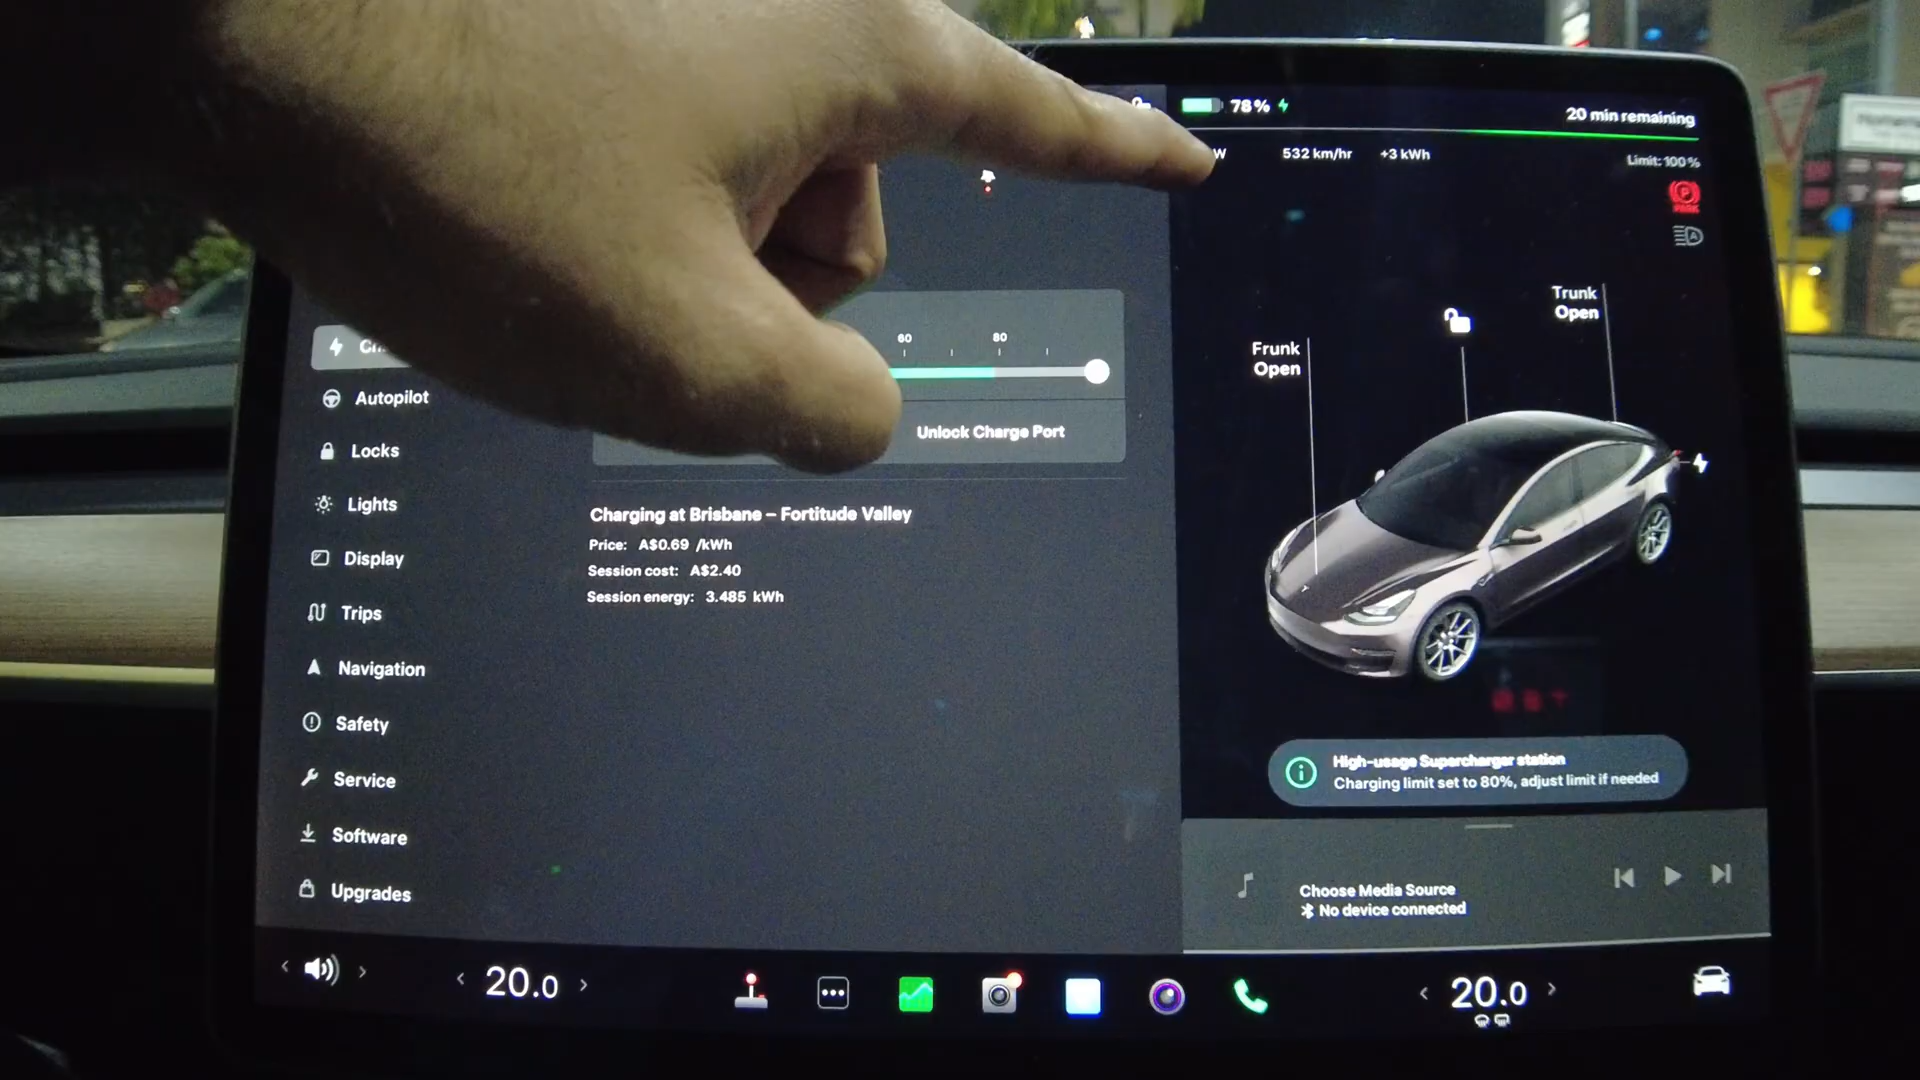 78%
20 min remaining
W
532 km/hr
+3 kWh
Limit: 100%
PARK
Trunk
Open
Frunk
Open
60
80
Autopilot
Unlock Charge Port
Locks
Lights
Charging at Brisbane – Fortitude Valley
Price: A$0.69 /kWh
Session cost: A$2.40
Session energy: 3.485 kWh
Display
Trips
Navigation
Safety
Service
Software
Upgrades
High-usage Supercharger station
Charging limit set to 80%, adjust limit if needed
Choose Media Source
No device connected
20.0
20.0